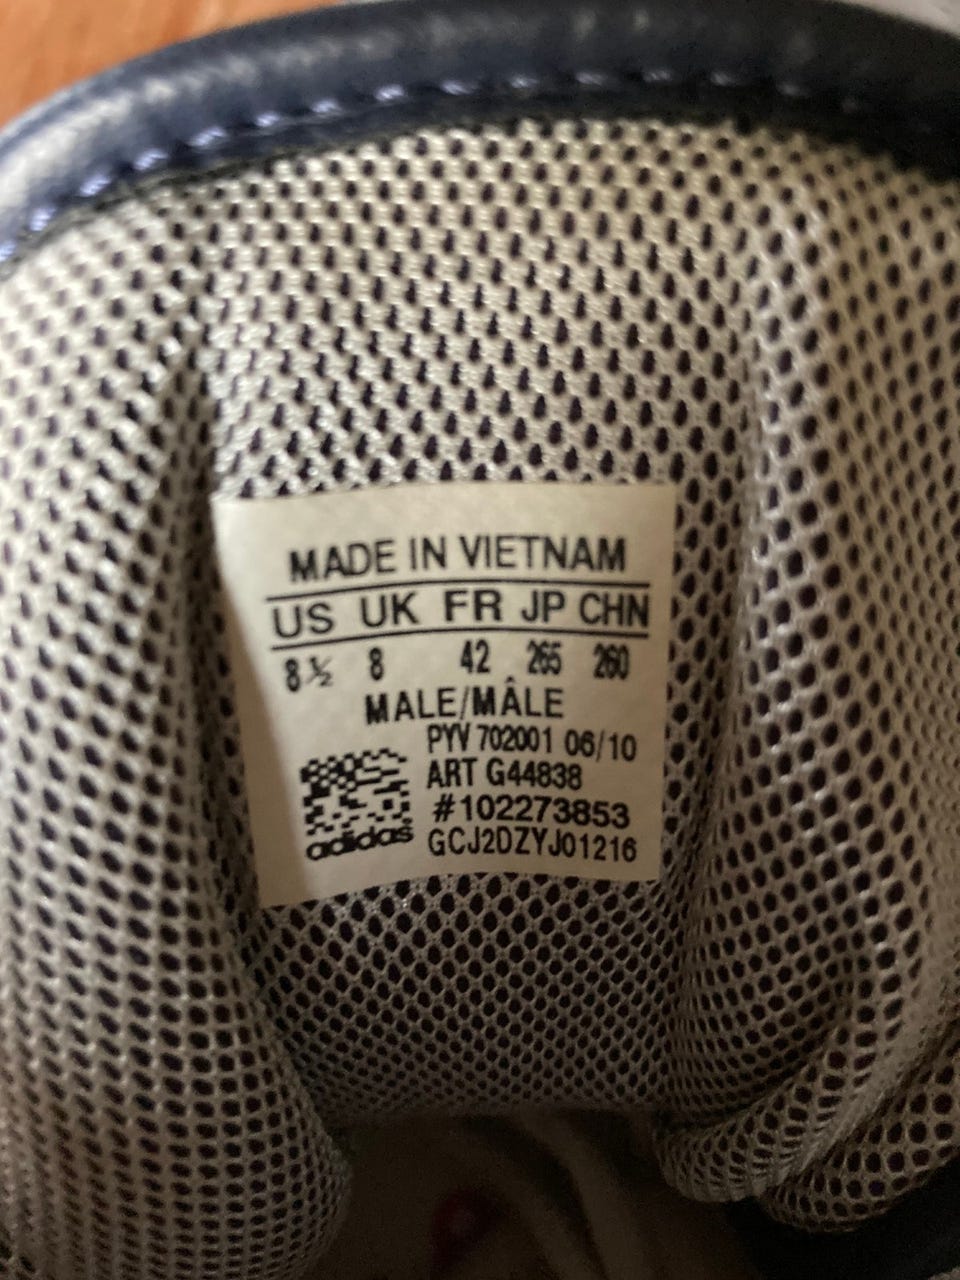 MADE IN VIETNAM
US UK FR JP CHN
8½ 8 42 265 260
MALE/MÂLE
PYV 702001 06/10
ART G44838
#102273853
GCJ2DZYJ01216
adidas